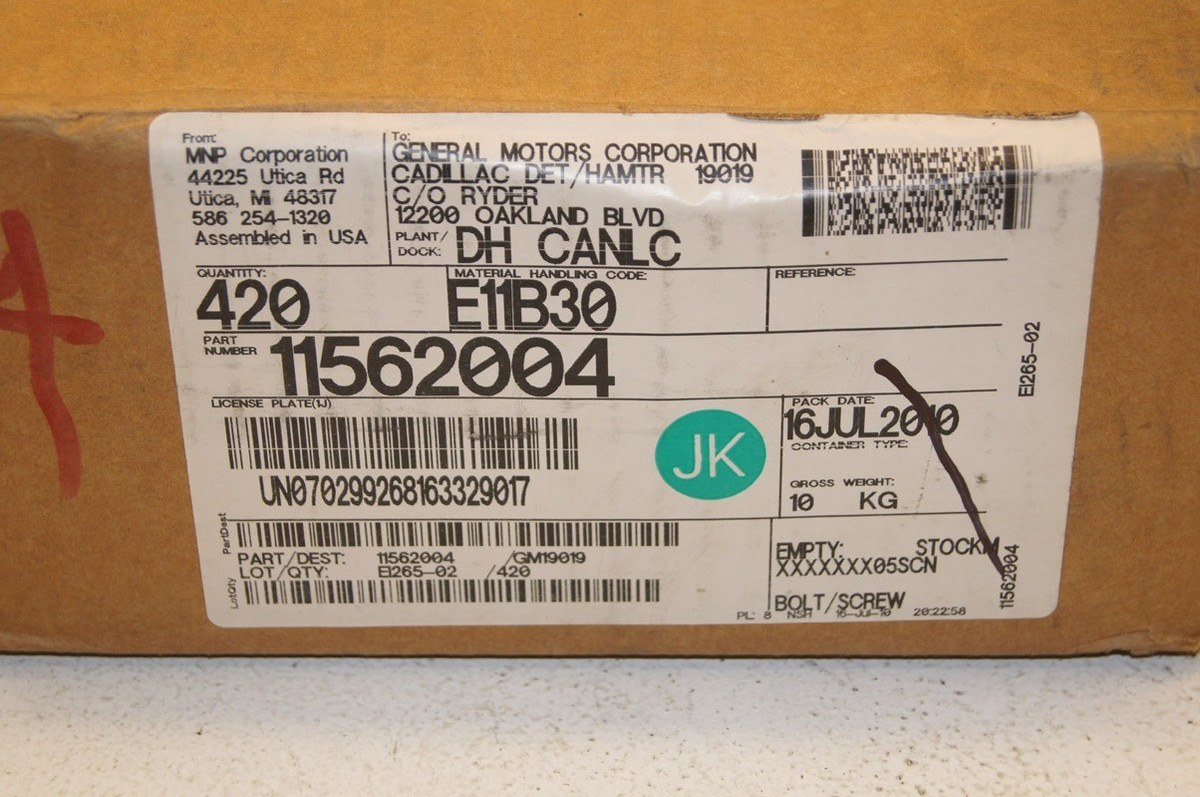 From:
MNP Corporation
44225 Utica Rd
Utica, MI 48317
586 254-1320
Assembled in USA
To:
GENERAL MOTORS CORPORATION
CADILLAC DET/HAMTR 19019
C/O RYDER
12200 OAKLAND BLVD
PLANT/
DOCK: DH CANLC
QUANTITY:
420
MATERIAL HANDLING CODE:
E11B30
REFERENCE:
PART
NUMBER 11562004
EI265-02
LICENSE PLATE(1J)
UN070299268163329017
JK
PACK DATE:
16JUL2010
CONTAINER TYPE:
GROSS WEIGHT:
10 KG
PartDest
PART/DEST: 11562004 /GM19019
LOT/QTY: EI265-02 /420
LotQty
EMPTY: STOCKM
XXXXXXX05SCN
BOLT/SCREW
PL: 8 NSH 16-Jul-10 20:22:58
11562004
A